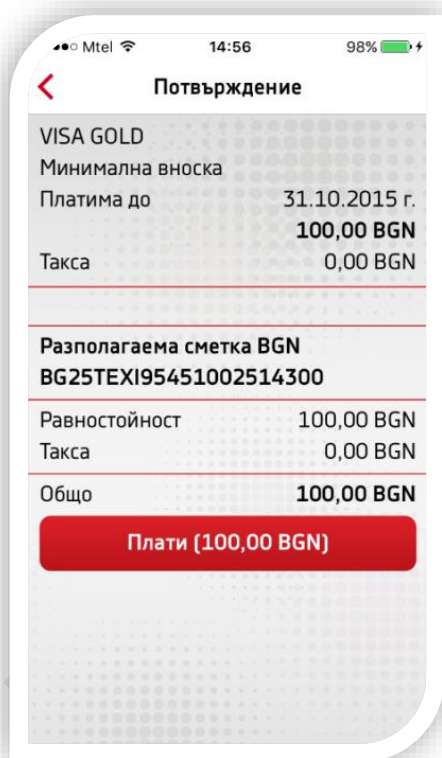 Mtel 14:56 98%
Потвърждение
VISA GOLD
Минимална вноска
Платима до 31.10.2015 г.
100,00 BGN
Такса 0,00 BGN
Разполагаема сметка BGN
BG25TEXI95451002514300
Равностойност 100,00 BGN
Такса 0,00 BGN
Общо 100,00 BGN
Плати (100,00 BGN)